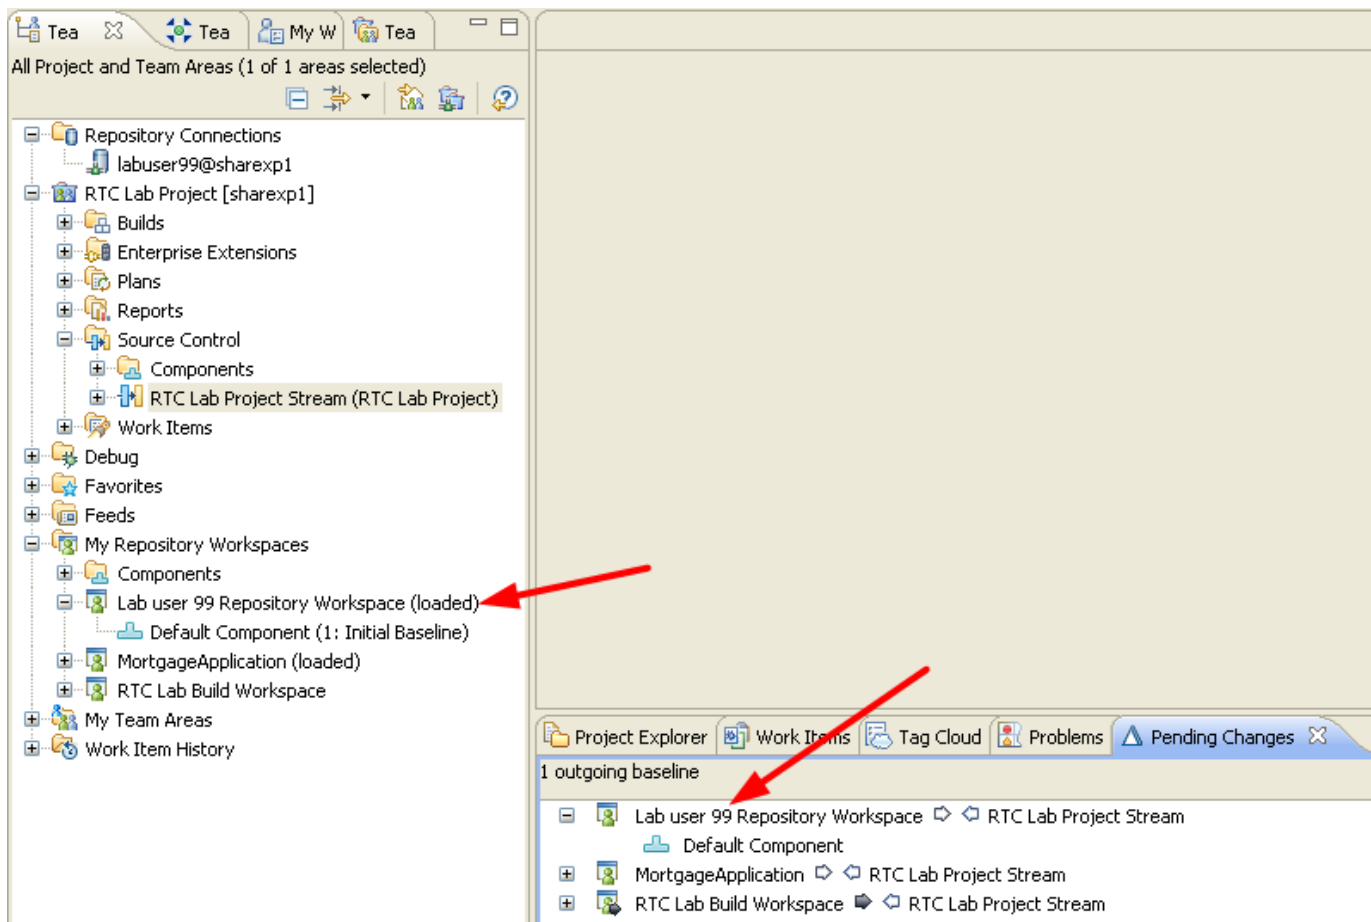 Tea Tea My W Tea
All Project and Team Areas (1 of 1 areas selected)
Repository Connections
labuser99@sharexp1
RTC Lab Project [sharexp1]
Builds
Enterprise Extensions
Plans
Reports
Source Control
Components
RTC Lab Project Stream (RTC Lab Project)
Work Items
Debug
Favorites
Feeds
My Repository Workspaces
Components
Lab user 99 Repository Workspace (loaded)
Default Component (1: Initial Baseline)
MortgageApplication (loaded)
RTC Lab Build Workspace
My Team Areas
Work Item History
Project Explorer Work Items Tag Cloud Problems Pending Changes
1 outgoing baseline
Lab user 99 Repository Workspace RTC Lab Project Stream
Default Component
MortgageApplication RTC Lab Project Stream
RTC Lab Build Workspace RTC Lab Project Stream